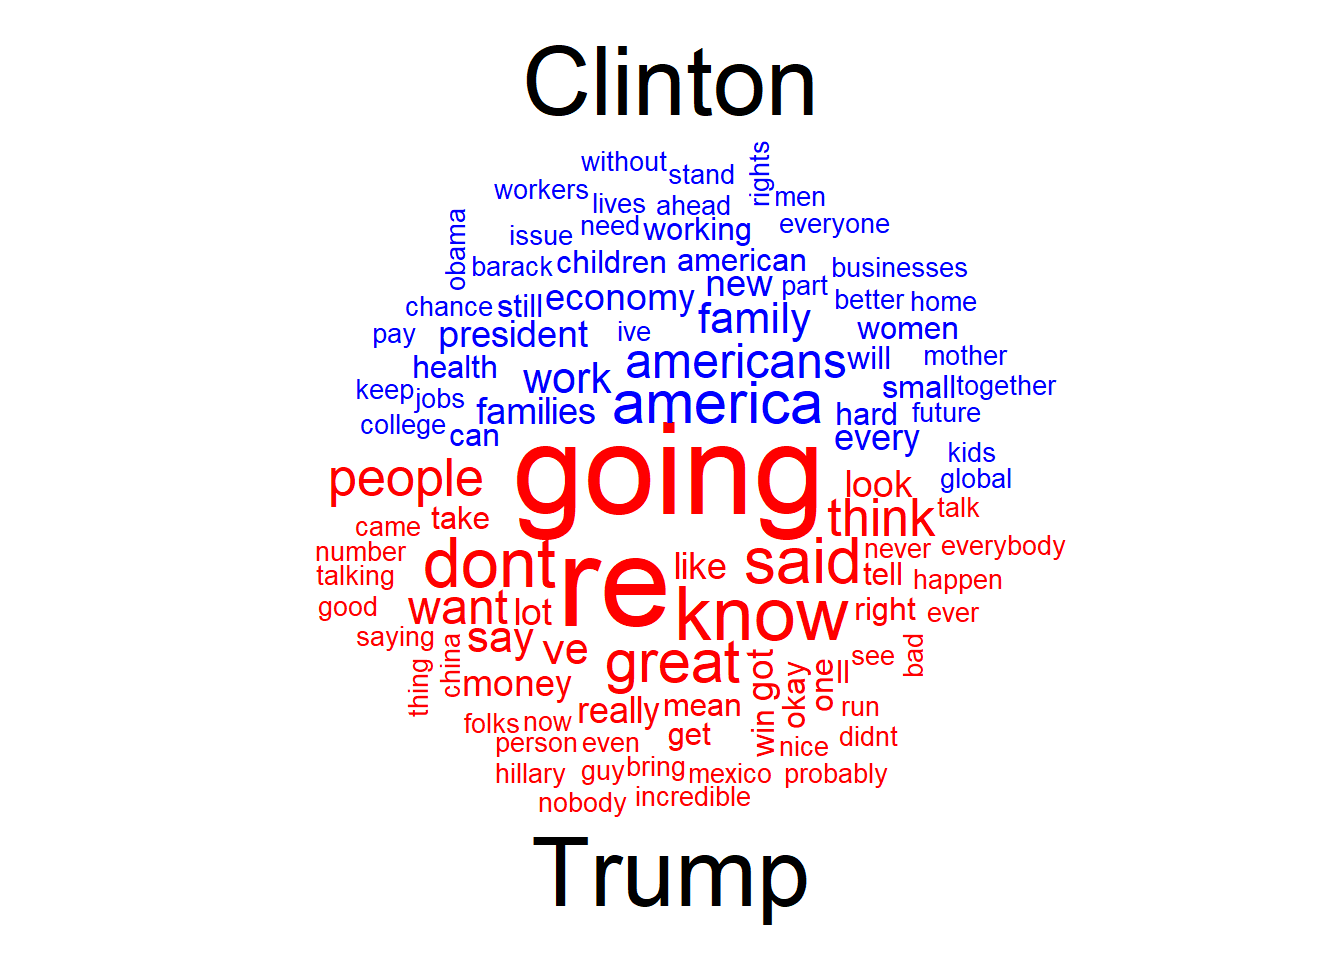 Clinton
without
stand
rights
workers
lives
ahead
men
obama
issue
need
working
everyone
barack
children
american
businesses
chance
still
economy
new
part
better
home
pay
president
ive
family
women
health
work
americans
will
mother
keep
jobs
families
america
small
together
college
can
hard
future
every
kids
global
people
going
look
came
take
think
talk
number
talking
dont
re
like
said
never
everybody
tell
happen
good
want
lot
know
right
ever
saying
say
ve
great
got
see
bad
thing
china
money
really
mean
okay
one
ll
run
folks
now
get
win
didnt
person
even
nice
hillary
guy
bring
mexico
probably
nobody
incredible
Trump